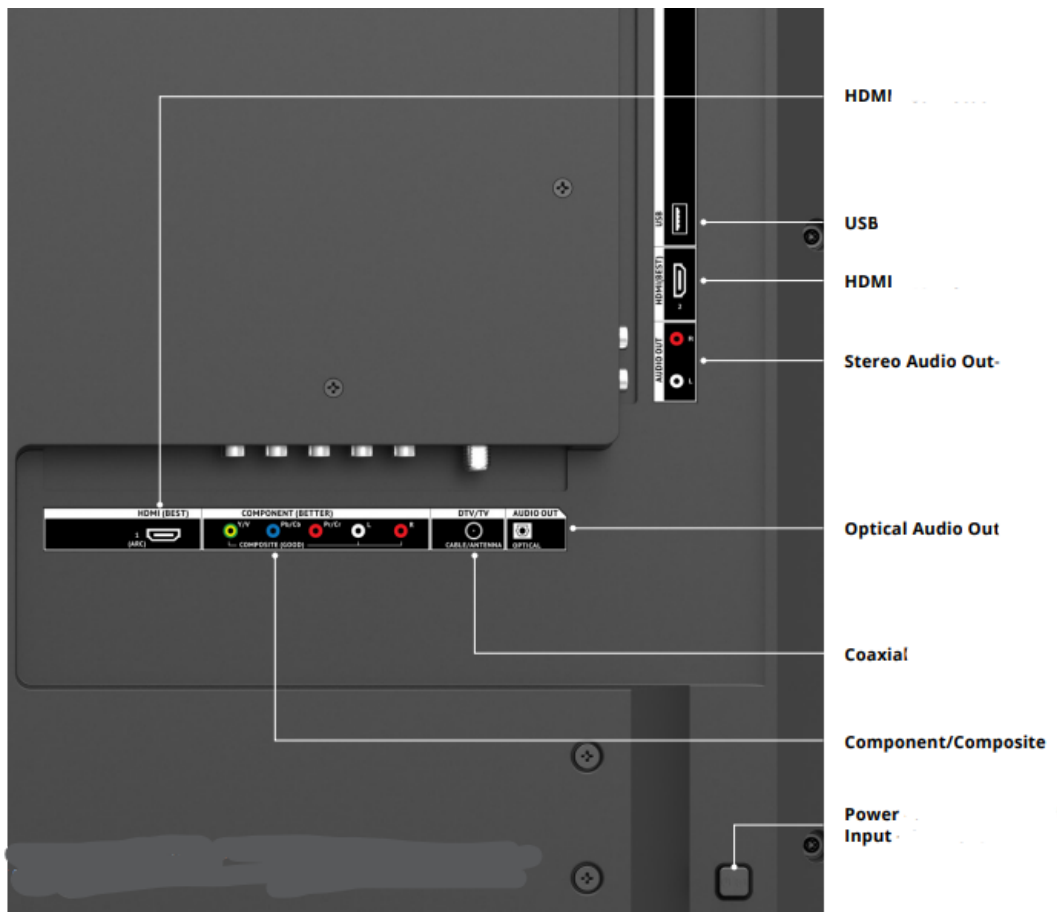 HDMI
USB
HDMI
Stereo Audio Out
Optical Audio Out
Coaxial
Component/Composite
Power
Input
USB
HDMI(BEST)
2
AUDIO OUT
R
L
HDMI (BEST)
1
(ARC)
COMPONENT (BETTER)
Y/V Pb/Cb Pr/Cr L R
COMPOSITE (GOOD)
DTV/TV
CABLE/ANTENNA
AUDIO OUT
OPTICAL